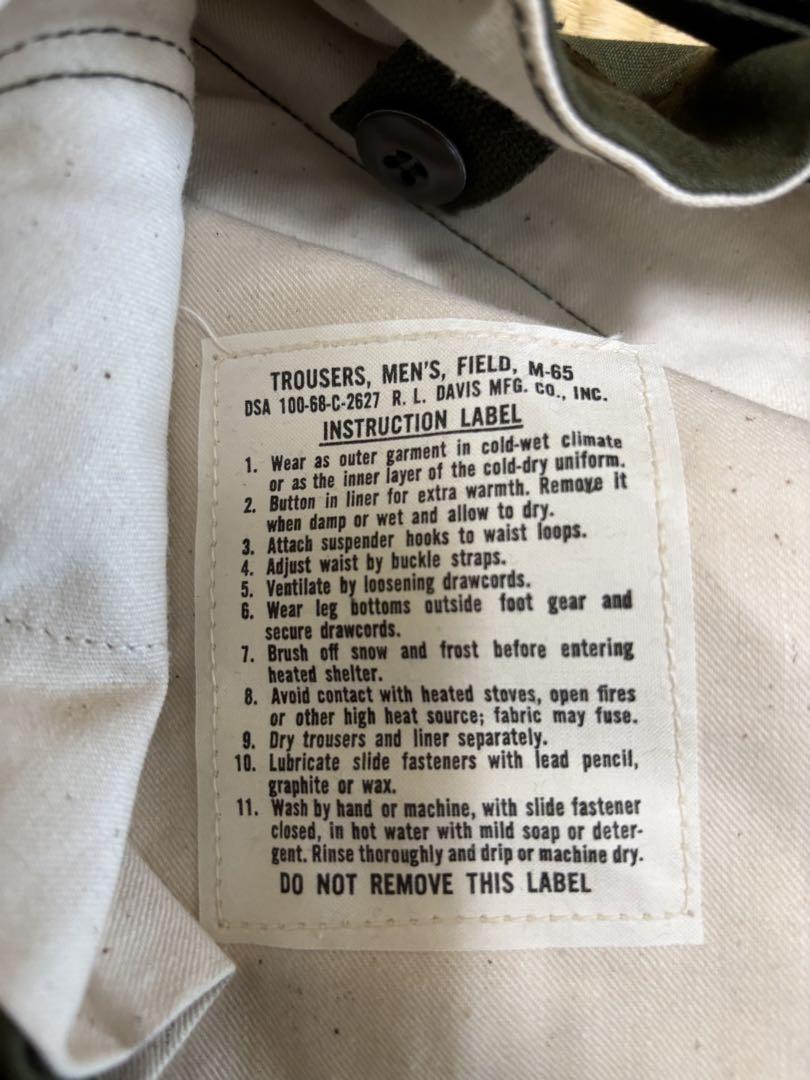 TROUSERS, MEN'S, FIELD, M-65
DSA 100-68-C-2627 R. L. DAVIS MFG. CO., INC.
INSTRUCTION LABEL
1. Wear as outer garment in cold-wet climate
or as the inner layer of the cold-dry uniform.
2. Button in liner for extra warmth. Remove it
when damp or wet and allow to dry.
3. Attach suspender hooks to waist loops.
4. Adjust waist by buckle straps.
5. Ventilate by loosening drawcords.
6. Wear leg bottoms outside foot gear and
secure drawcords.
7. Brush off snow and frost before entering
heated shelter.
8. Avoid contact with heated stoves, open fires
or other high heat source; fabric may fuse.
9. Dry trousers and liner separately.
10. Lubricate slide fasteners with lead pencil,
graphite or wax.
11. Wash by hand or machine, with slide fastener
closed, in hot water with mild soap or deter-
gent. Rinse thoroughly and drip or machine dry.
DO NOT REMOVE THIS LABEL